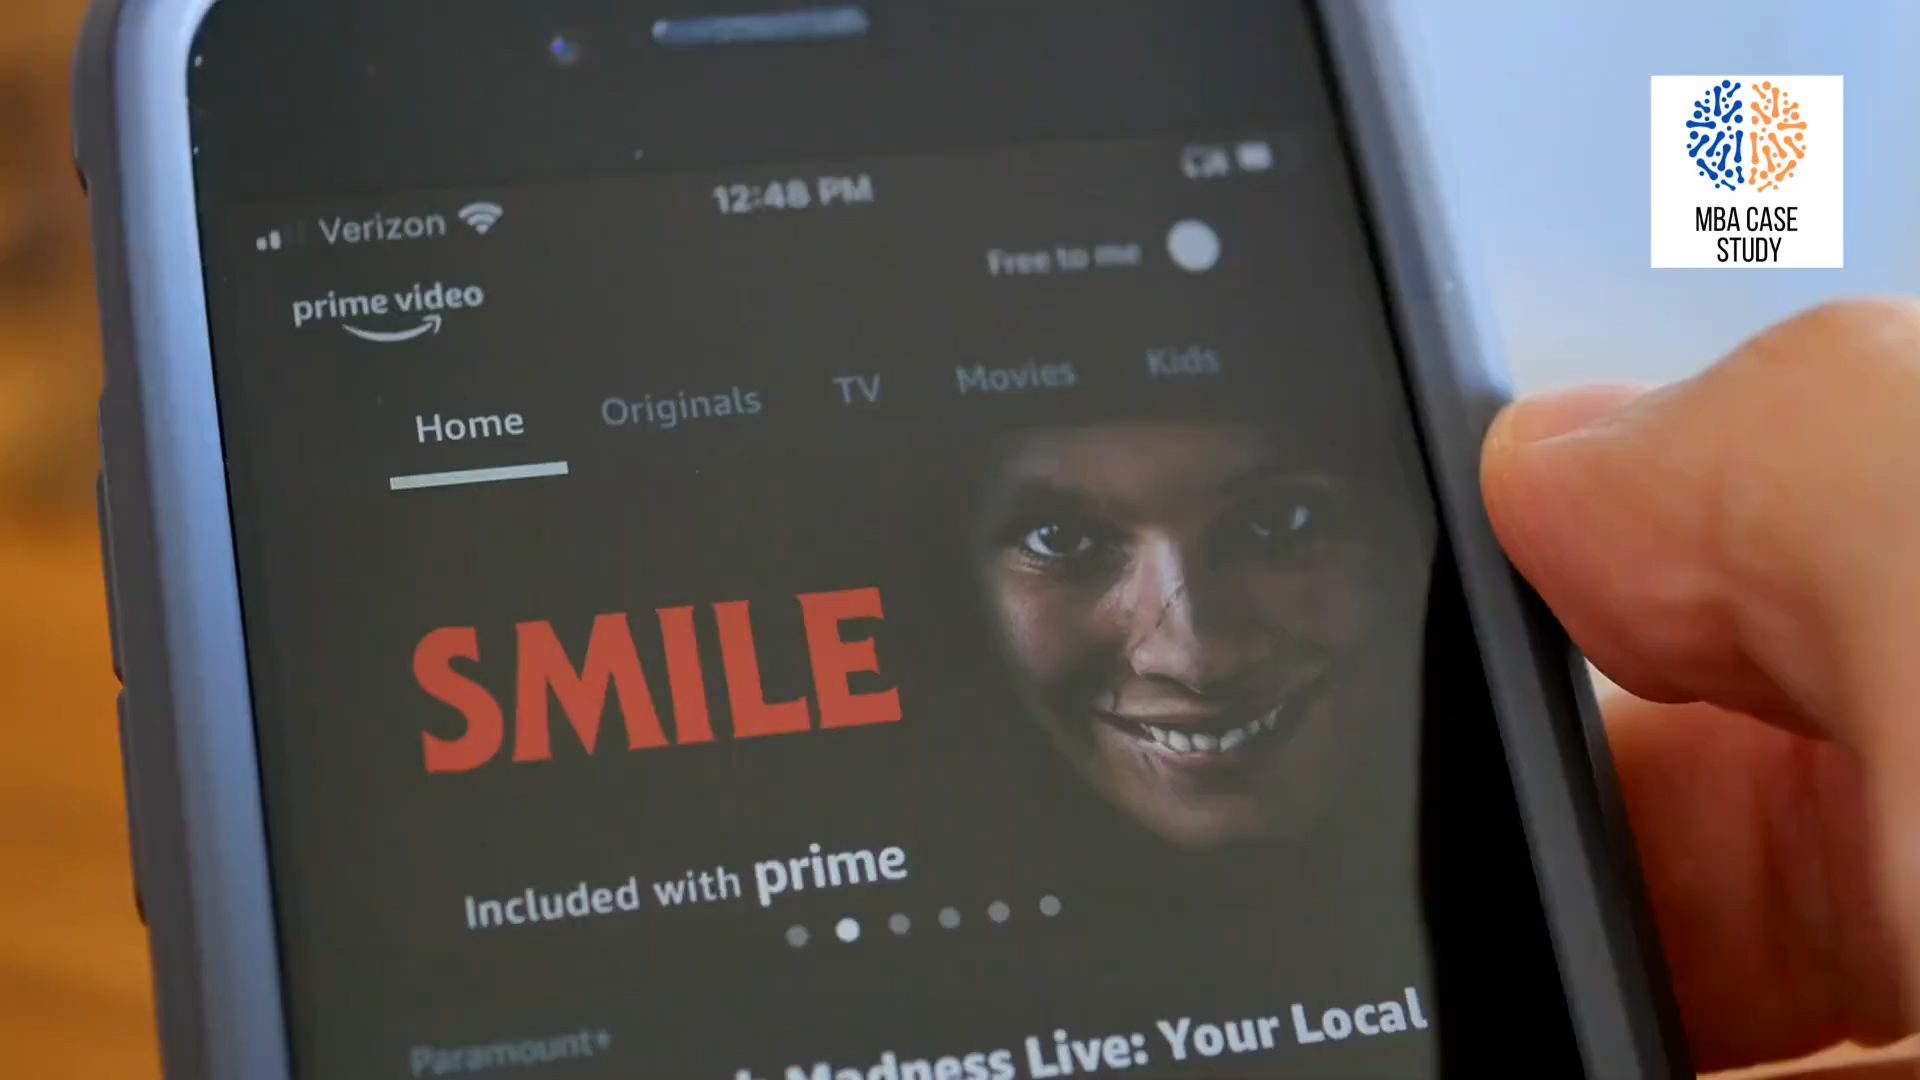 Verizon
12:48 PM
prime video
Free to me
Home
Originals
TV
Movies
Kids
SMILE
Included with prime
Paramount+
Madness Live: Your Local
MBA CASE
STUDY